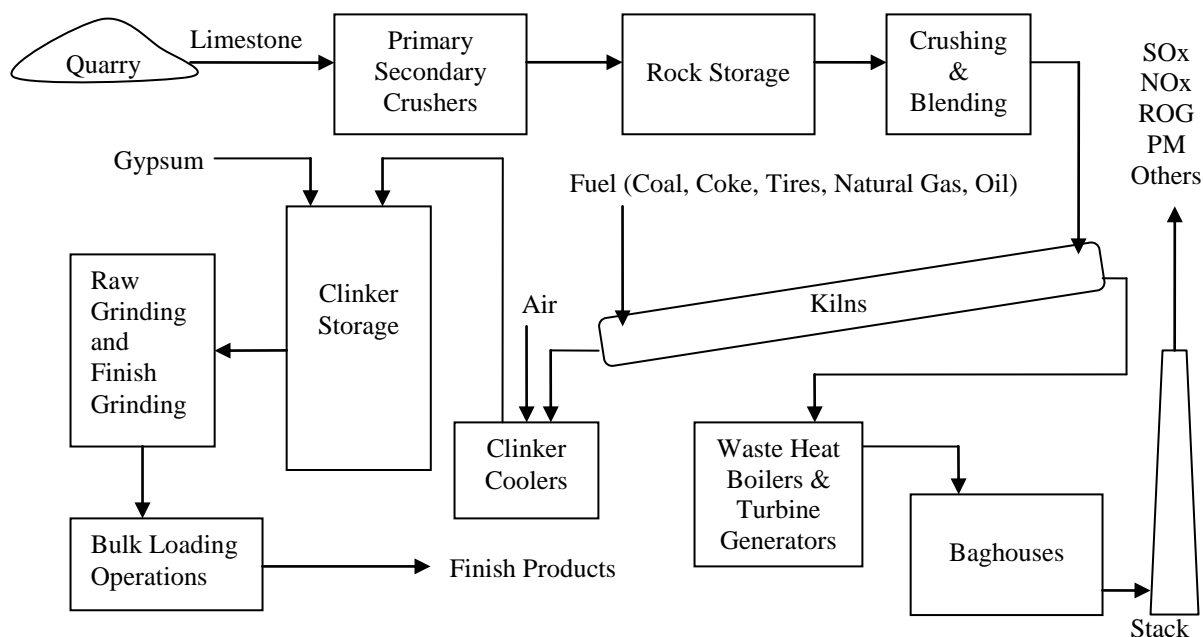 Quarry
Limestone
Primary
Secondary
Crushers
Rock Storage
Crushing
&
Blending
SOx
NOx
ROG
PM
Others
Gypsum
Fuel (Coal, Coke, Tires, Natural Gas, Oil)
Raw
Grinding
and
Finish
Grinding
Clinker
Storage
Air
Kilns
Clinker
Coolers
Waste Heat
Boilers &
Turbine
Generators
Baghouses
Bulk Loading
Operations
Finish Products
Stack